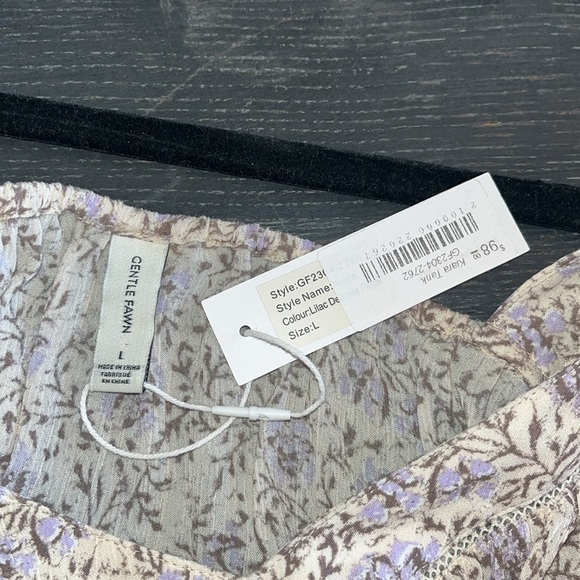 GENTLE FAWN
L
MADE IN CHINA
FABRIQUÉ
EN CHINE
Style:GF230
Style Name:
Colour:Lilac De
Size:L
Kiara Tank
GF2304-2762
$98.00